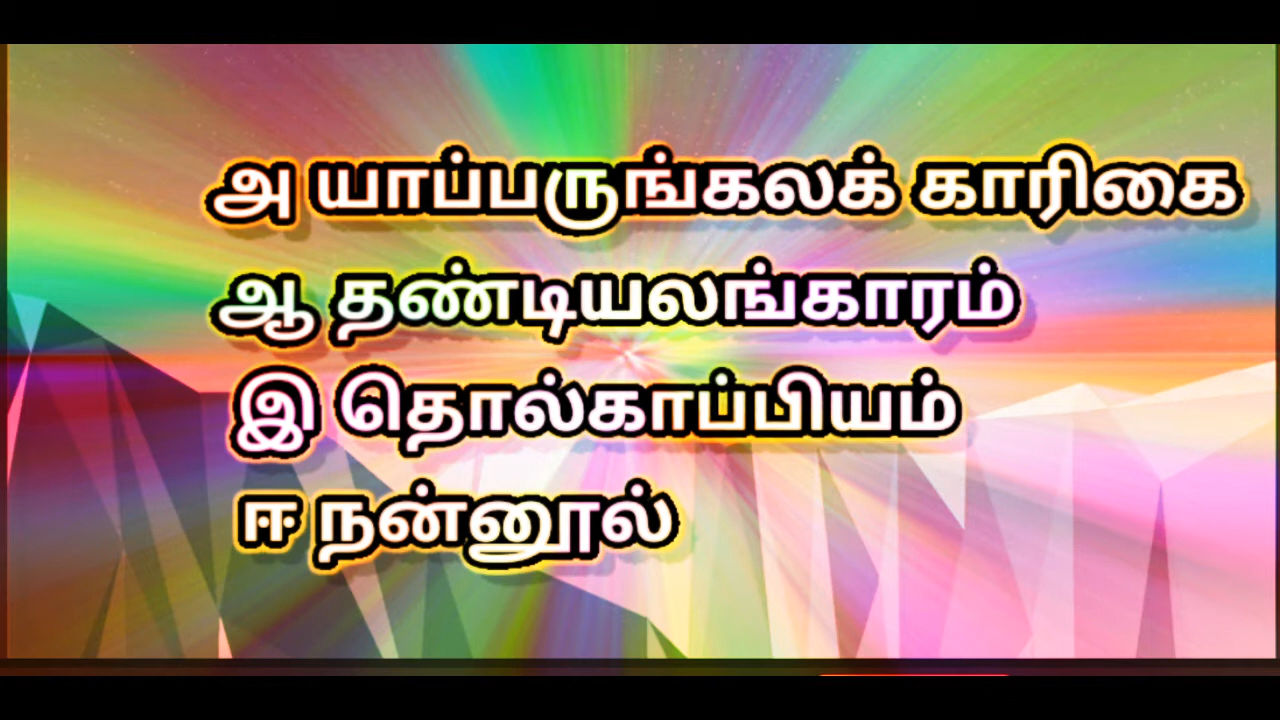 அ யாப்பருங்கலக் காரிகை
ஆ தண்டியலங்காரம்
இ தொல்காப்பியம்
ஈ நன்னூல்